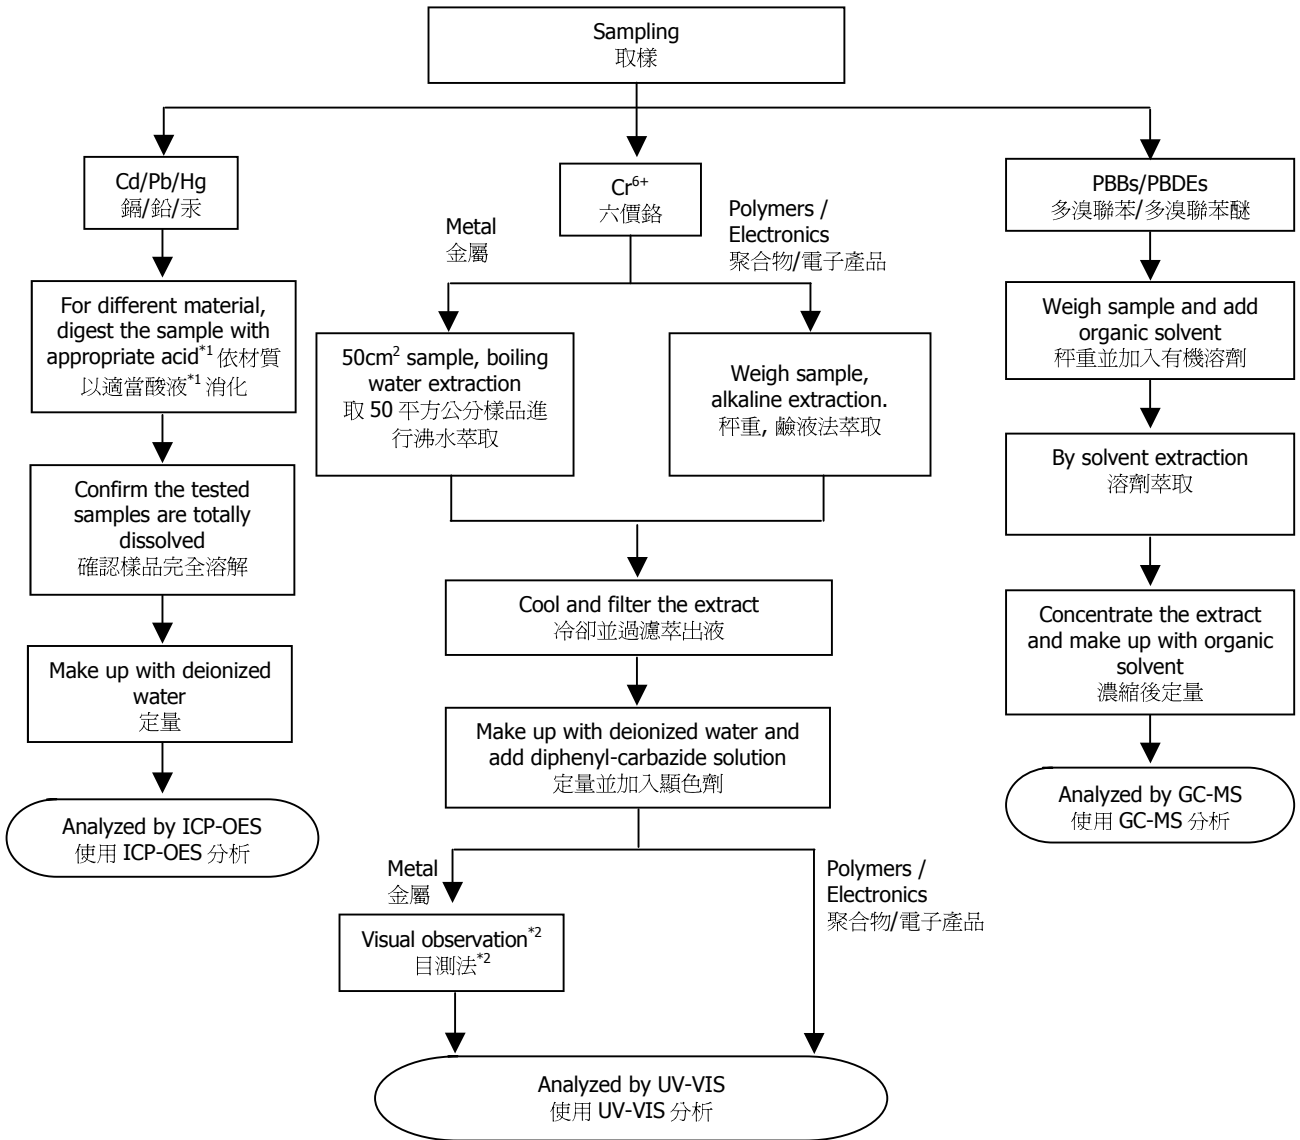 Sampling
取樣
Cd/Pb/Hg
鎘/鉛/汞
For different material,
digest the sample with
appropriate acid*1 依材質
以適當酸液*1 消化
Confirm the tested
samples are totally
dissolved
確認樣品完全溶解
Make up with deionized
water
定量
Analyzed by ICP-OES
使用 ICP-OES 分析
Cr6+
六價鉻
Metal
金屬
Polymers /
Electronics
聚合物/電子產品
50cm2 sample, boiling
water extraction
取 50 平方公分樣品進
行沸水萃取
Weigh sample,
alkaline extraction.
秤重, 鹼液法萃取
Cool and filter the extract
冷卻並過濾萃出液
Make up with deionized water and
add diphenyl-carbazide solution
定量並加入顯色劑
Metal
金屬
Polymers /
Electronics
聚合物/電子產品
Visual observation*2
目測法*2
Analyzed by UV-VIS
使用 UV-VIS 分析
PBBs/PBDEs
多溴聯苯/多溴聯苯醚
Weigh sample and add
organic solvent
秤重並加入有機溶劑
By solvent extraction
溶劑萃取
Concentrate the extract
and make up with organic
solvent
濃縮後定量
Analyzed by GC-MS
使用 GC-MS 分析